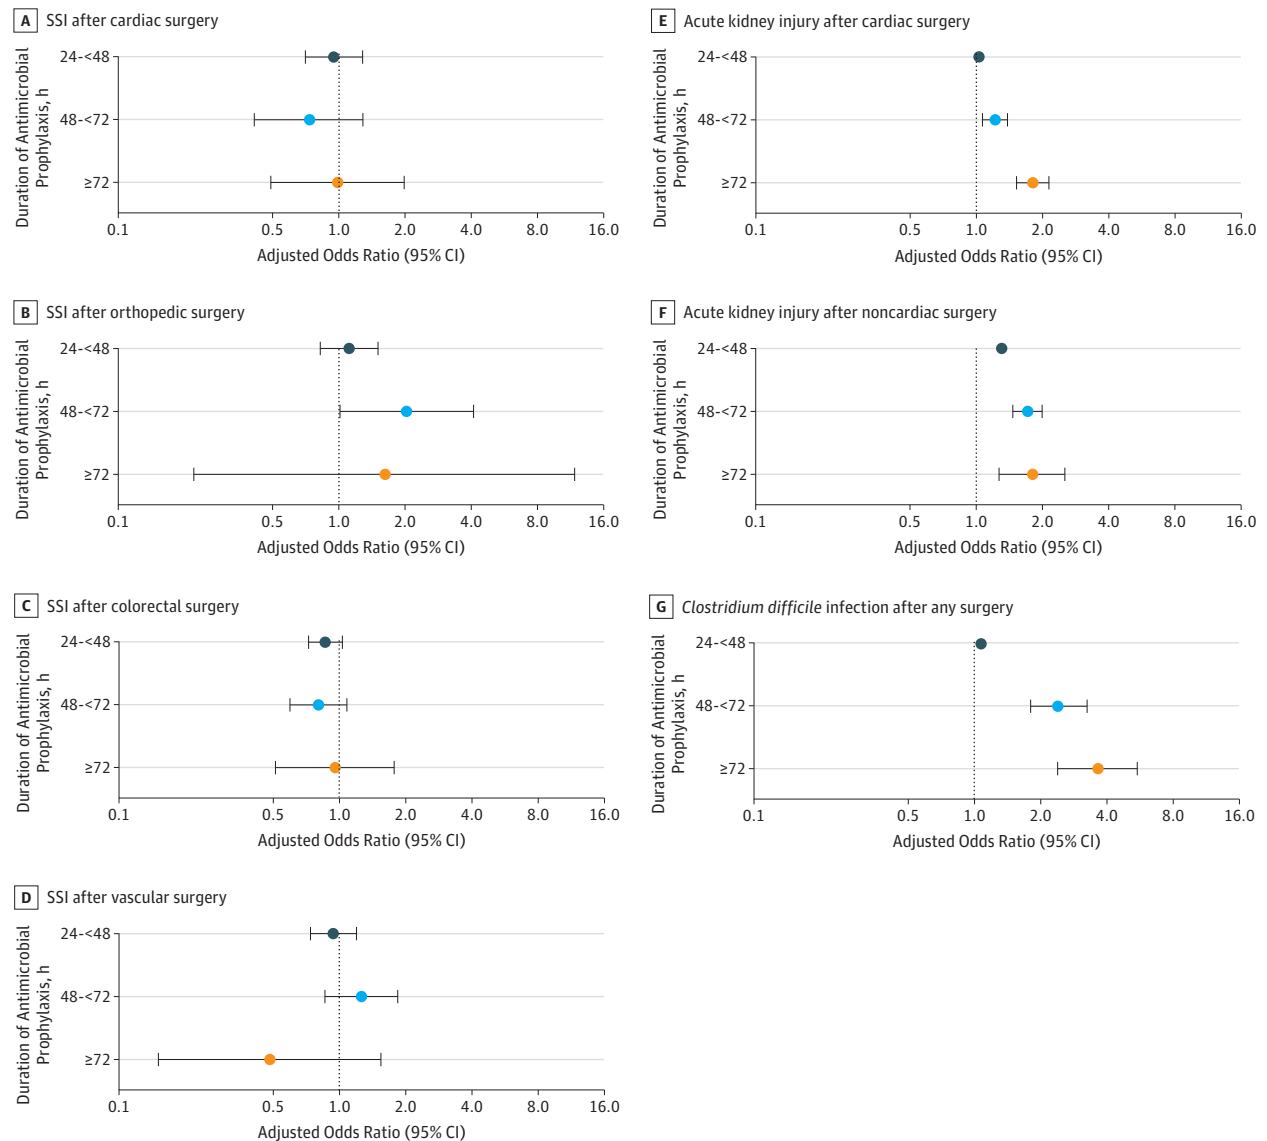 A SSI after cardiac surgery
Duration of Antimicrobial
Prophylaxis, h
24-<48
48-<72
≥72
0.1 0.5 1.0 2.0 4.0 8.0 16.0
Adjusted Odds Ratio (95% CI)
B SSI after orthopedic surgery
Duration of Antimicrobial
Prophylaxis, h
24-<48
48-<72
≥72
0.1 0.5 1.0 2.0 4.0 8.0 16.0
Adjusted Odds Ratio (95% CI)
C SSI after colorectal surgery
Duration of Antimicrobial
Prophylaxis, h
24-<48
48-<72
≥72
0.1 0.5 1.0 2.0 4.0 8.0 16.0
Adjusted Odds Ratio (95% CI)
D SSI after vascular surgery
Duration of Antimicrobial
Prophylaxis, h
24-<48
48-<72
≥72
0.1 0.5 1.0 2.0 4.0 8.0 16.0
Adjusted Odds Ratio (95% CI)
E Acute kidney injury after cardiac surgery
Duration of Antimicrobial
Prophylaxis, h
24-<48
48-<72
≥72
0.1 0.5 1.0 2.0 4.0 8.0 16.0
Adjusted Odds Ratio (95% CI)
F Acute kidney injury after noncardiac surgery
Duration of Antimicrobial
Prophylaxis, h
24-<48
48-<72
≥72
0.1 0.5 1.0 2.0 4.0 8.0 16.0
Adjusted Odds Ratio (95% CI)
G Clostridium difficile infection after any surgery
Duration of Antimicrobial
Prophylaxis, h
24-<48
48-<72
≥72
0.1 0.5 1.0 2.0 4.0 8.0 16.0
Adjusted Odds Ratio (95% CI)